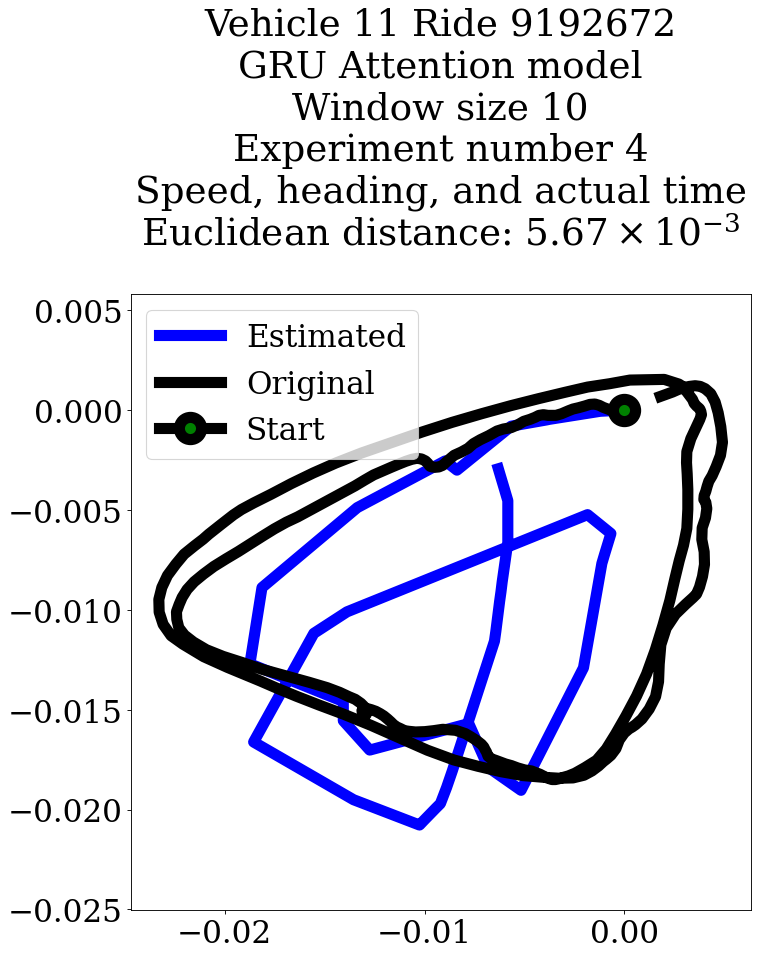 Vehicle 11 Ride 9192672
GRU Attention model
Window size 10
Experiment number 4
Speed, heading, and actual time
Euclidean distance: 5.67 × 10⁻³
Estimated
Original
Start
0.005
0.000
−0.005
−0.010
−0.015
−0.020
−0.025
−0.02
−0.01
0.00